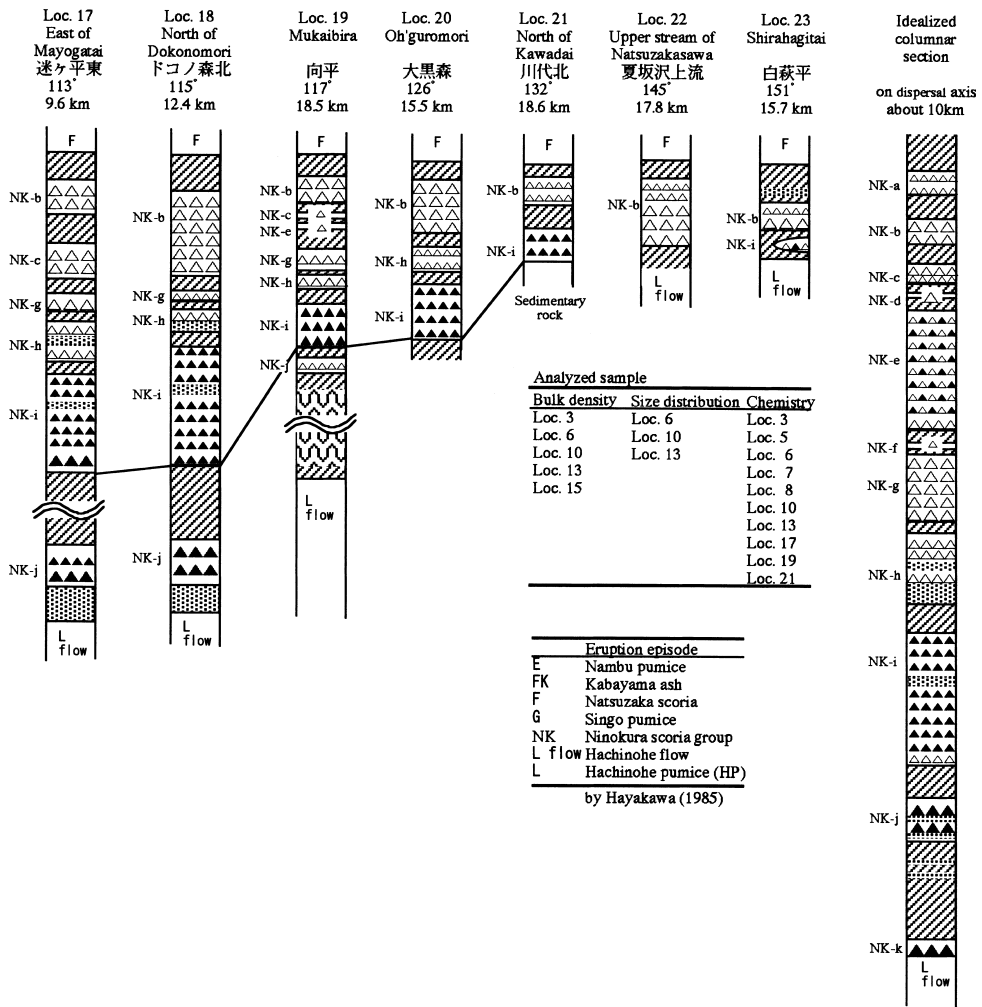 Loc. 17
East of
Mayogatai
迷ヶ平東
113°
9.6 km
Loc. 18
North of
Dokonomori
ドコノ森北
115°
12.4 km
Loc. 19
Mukaibira
向平
117°
18.5 km
Loc. 20
Oh'guromori
大黒森
126°
15.5 km
Loc. 21
North of
Kawadai
川代北
132°
18.6 km
Loc. 22
Upper stream of
Natsuzakasawa
夏坂沢上流
145°
17.8 km
Loc. 23
Shirahagitai
白萩平
151°
15.7 km
Idealized
columnar
section
on dispersal axis
about 10km
F
NK-b
NK-c
NK-g
NK-h
NK-i
NK-j
L
flow
F
NK-b
NK-g
NK-h
NK-i
NK-j
L
flow
F
NK-b
NK-c
NK-e
NK-g
NK-h
NK-i
NK-j
L
flow
F
NK-b
NK-h
NK-i
F
NK-b
NK-i
Sedimentary
rock
F
NK-b
L
flow
F
NK-b
NK-i
L
flow
NK-a
NK-b
NK-c
NK-d
NK-e
NK-f
NK-g
NK-h
NK-i
NK-j
NK-k
L
flow
Analyzed sample
Bulk density Size distribution Chemistry
Loc. 3 Loc. 6 Loc. 3
Loc. 6 Loc. 10 Loc. 5
Loc. 10 Loc. 13 Loc. 6
Loc. 13 Loc. 7
Loc. 15 Loc. 8
Loc. 10
Loc. 13
Loc. 17
Loc. 19
Loc. 21
Eruption episode
E Nambu pumice
FK Kabayama ash
F Natsuzaka scoria
G Singo pumice
NK Ninokura scoria group
L flow Hachinohe flow
L Hachinohe pumice (HP)
by Hayakawa (1985)